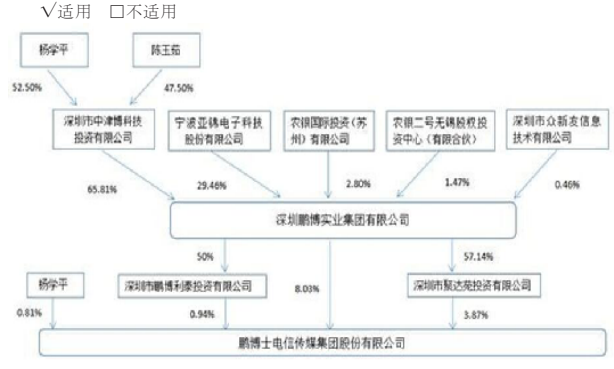 √适用 □不适用
杨学平
陈玉茹
52.50%
47.50%
深圳市中津博科技
投资有限公司
宁波亚锦电子科技
股份有限公司
农银国际投资（苏
州）有限公司
农银二号无锡股权投
资中心（有限合伙）
深圳市众新友信息
技术有限公司
65.81%
29.46%
2.80%
1.47%
0.46%
深圳鹏博实业集团有限公司
50%
57.14%
杨学平
深圳市鹏博利泰投资有限公司
8.03%
深圳市聚达苑投资有限公司
0.81%
0.94%
3.87%
鹏博士电信传媒集团股份有限公司